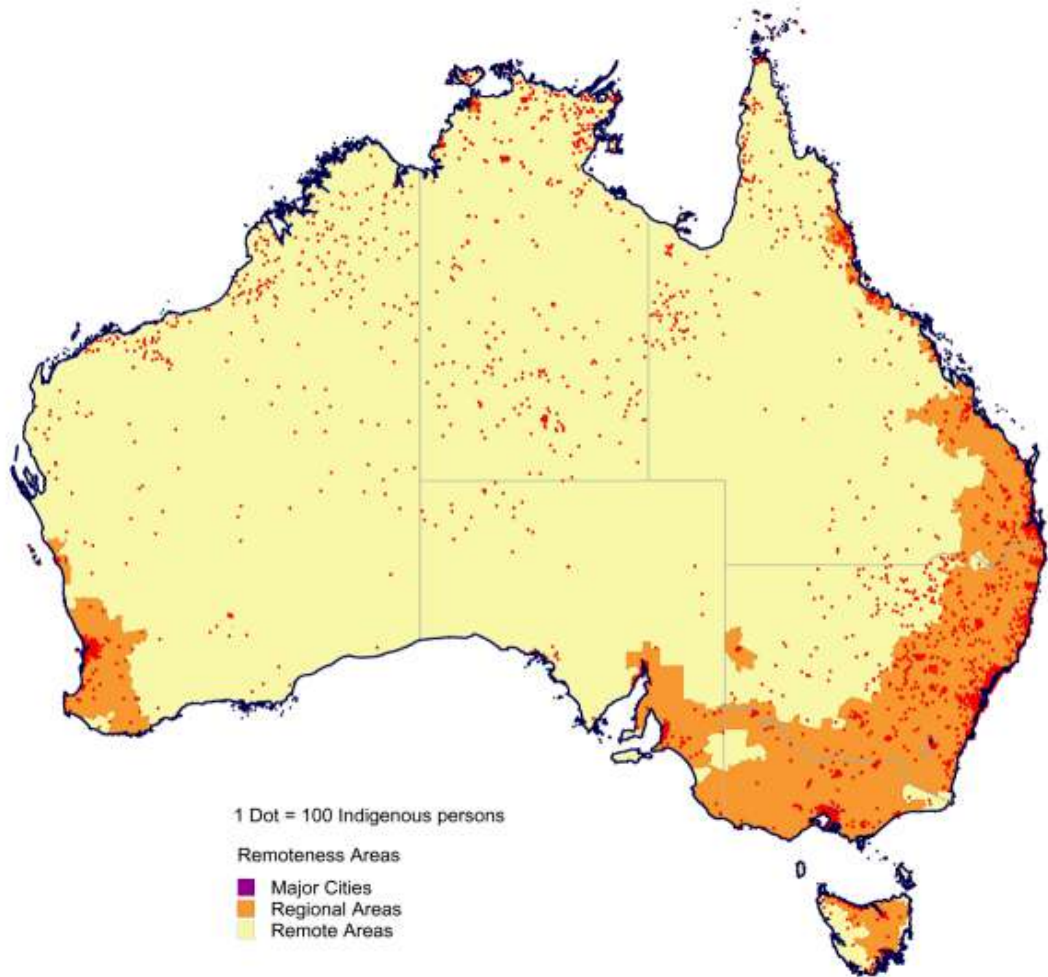 1 Dot = 100 Indigenous persons
Remoteness Areas
Major Cities
Regional Areas
Remote Areas